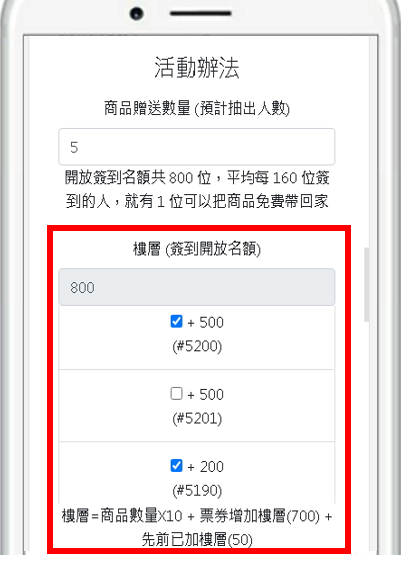 活動辦法
商品贈送數量 (預計抽出人數)
5
開放簽到名額共 800 位，平均每 160 位簽
到的人，就有 1 位可以把商品免費帶回家
樓層 (簽到開放名額)
800
+ 500
(#5200)
+ 500
(#5201)
+ 200
(#5190)
樓層=商品數量X10 + 票券增加樓層(700) +
先前已加樓層(50)